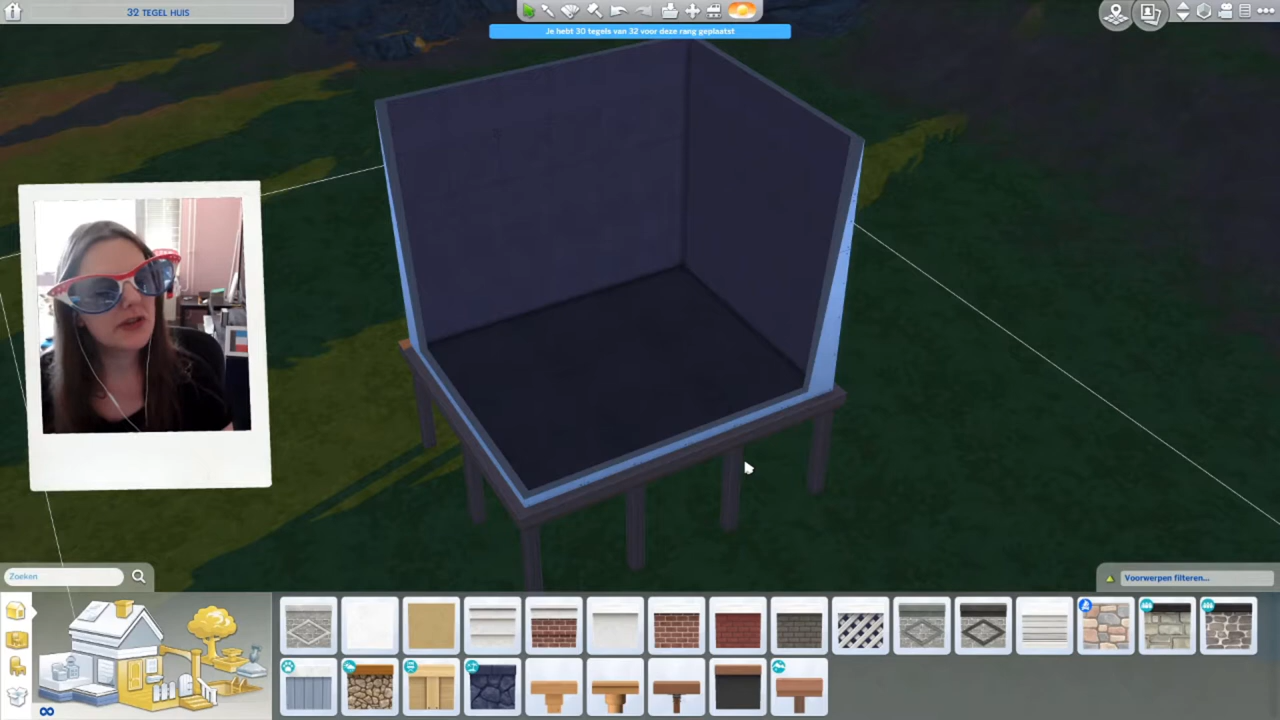 32 TEGEL HUIS
Je hebt 30 tegels van 32 voor deze rang geplaatst
Zoeken
Voorwerpen filteren...